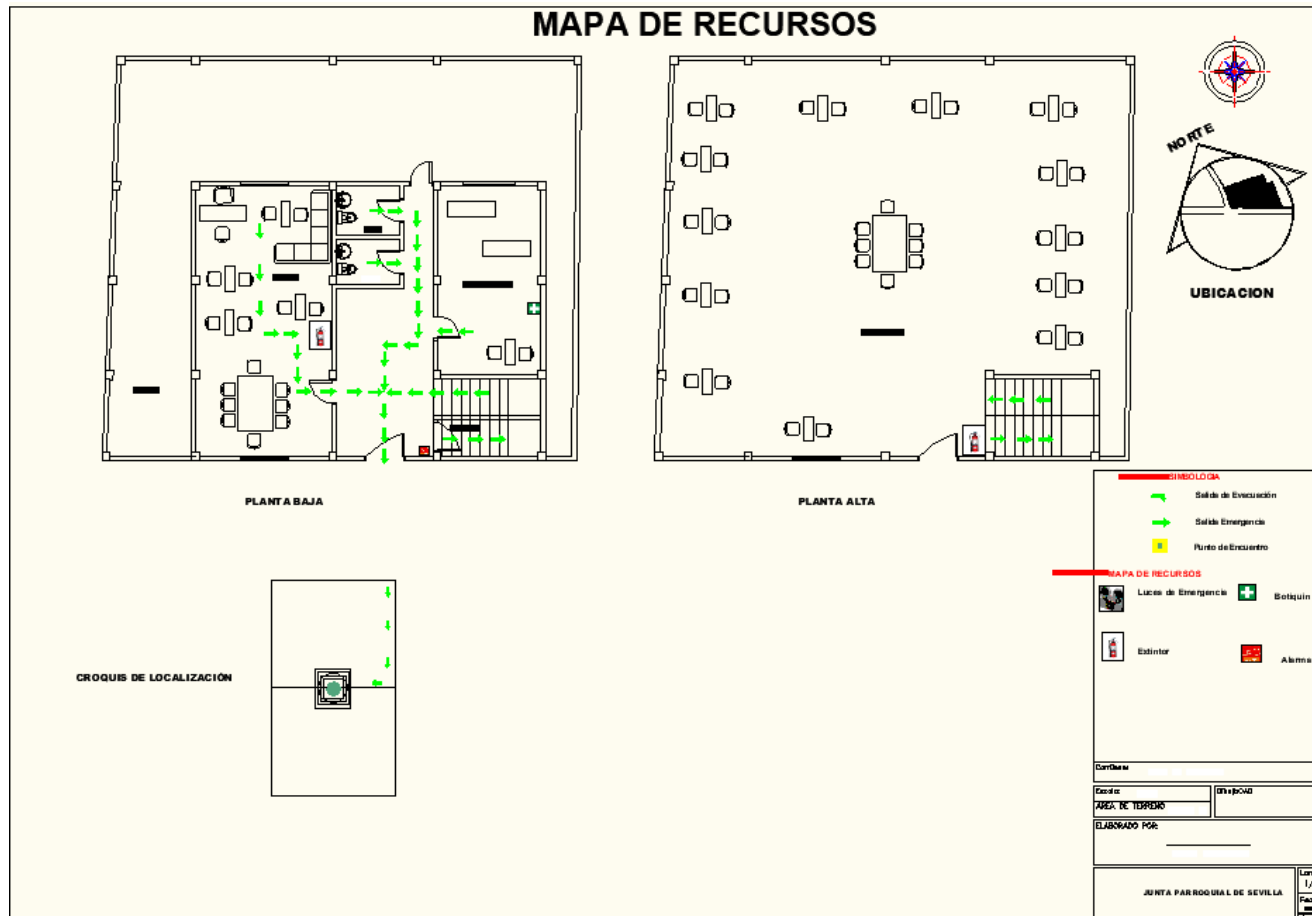 MAPA DE RECURSOS
NORTE
UBICACION
PLANTA BAJA
PLANTA ALTA
SIMBOLOGIA
Salida de Evacuación
Salida Emergencia
Punto de Encuentro
MAPA DE RECURSOS
Luces de Emergencia
Botiquin
Extintor
Alarma
CROQUIS DE LOCALIZACIÓN
AREA DE TERRENO
ELABORADO POR:
JUNTA PARROQUIAL DE SEVILLA